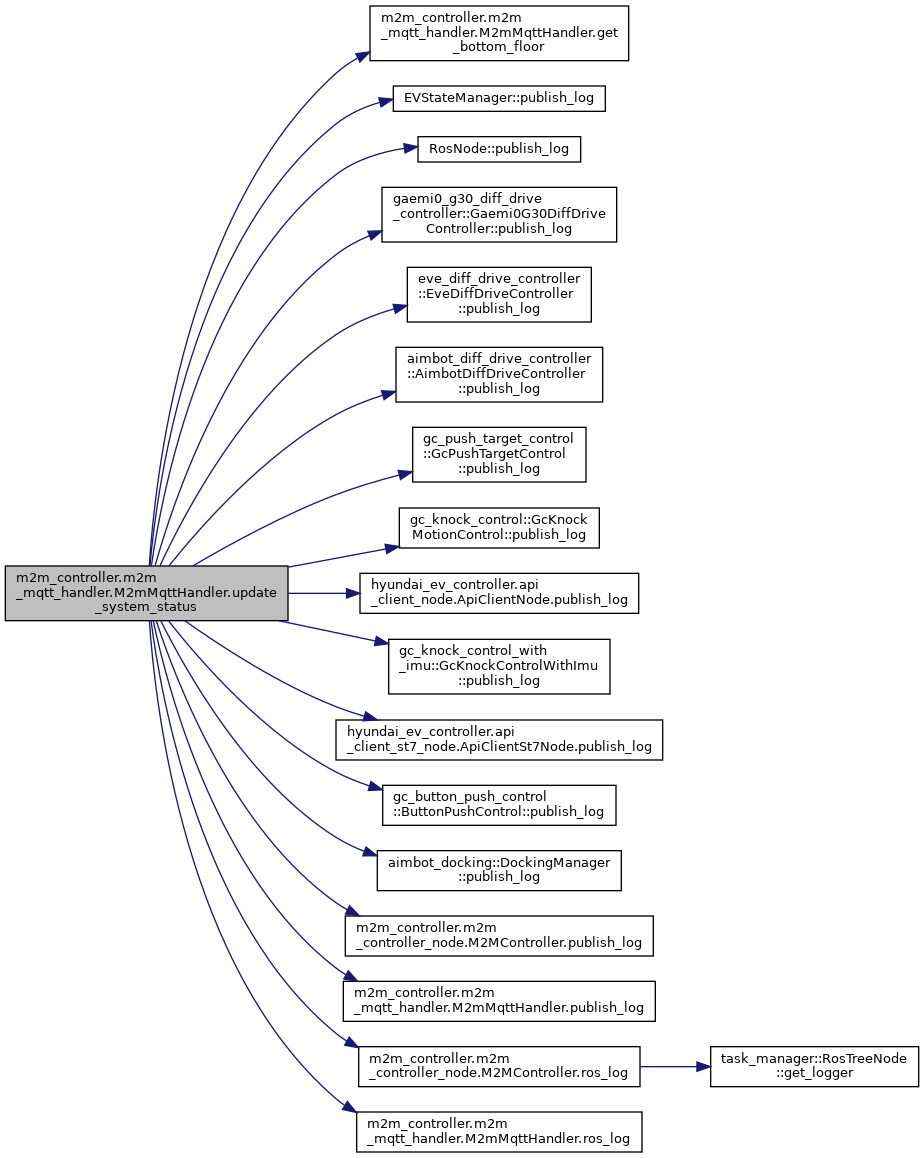 m2m_controller.m2m
_mqtt_handler.M2mMqttHandler.get
_bottom_floor
EVStateManager::publish_log
RosNode::publish_log
gaemi0_g30_diff_drive
_controller::Gaemi0G30DiffDrive
Controller::publish_log
eve_diff_drive_controller
::EveDiffDriveController
::publish_log
aimbot_diff_drive_controller
::AimbotDiffDriveController
::publish_log
gc_push_target_control
::GcPushTargetControl
::publish_log
gc_knock_control::GcKnock
MotionControl::publish_log
m2m_controller.m2m
_mqtt_handler.M2mMqttHandler.update
_system_status
hyundai_ev_controller.api
_client_node.ApiClientNode.publish_log
gc_knock_control_with
_imu::GcKnockControlWithImu
::publish_log
hyundai_ev_controller.api
_client_st7_node.ApiClientSt7Node.publish_log
gc_button_push_control
::ButtonPushControl::publish_log
aimbot_docking::DockingManager
::publish_log
m2m_controller.m2m
_controller_node.M2MController.publish_log
m2m_controller.m2m
_mqtt_handler.M2mMqttHandler.publish_log
m2m_controller.m2m
_controller_node.M2MController.ros_log
task_manager::RosTreeNode
::get_logger
m2m_controller.m2m
_mqtt_handler.M2mMqttHandler.ros_log